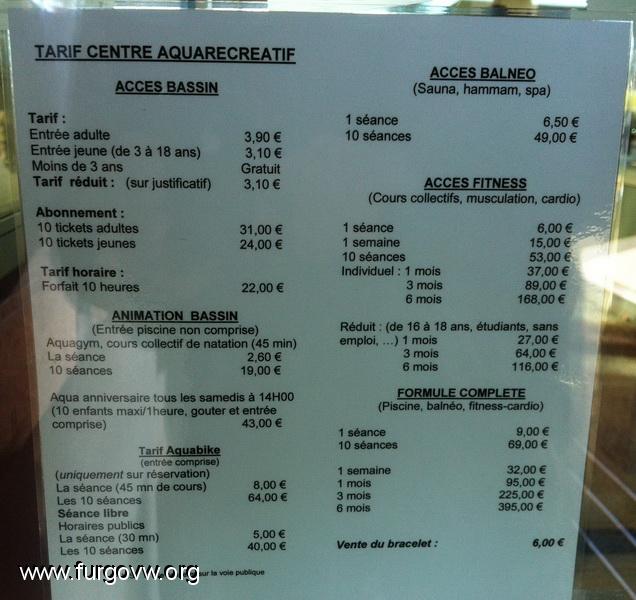 TARIF CENTRE AQUARECREATIF
ACCES BASSIN
Tarif :
Entrée adulte 3,90 €
Entrée jeune (de 3 à 18 ans) 3,10 €
Moins de 3 ans Gratuit
Tarif réduit : (sur justificatif) 3,10 €
Abonnement :
10 tickets adultes 31,00 €
10 tickets jeunes 24,00 €
Tarif horaire :
Forfait 10 heures 22,00 €
ANIMATION BASSIN
(Entrée piscine non comprise)
Aquagym, cours collectif de natation (45 min)
La séance 2,60 €
10 séances 19,00 €
Aqua anniversaire tous les samedis à 14H00
(10 enfants maxi/1heure, gouter et entrée
comprise) 43,00 €
Tarif Aquabike
(entrée comprise)
(uniquement sur réservation)
La séance (45 mn de cours) 8,00 €
Les 10 séances 64,00 €
Séance libre
Horaires publics
La séance (30 mn) 5,00 €
Les 10 séances 40,00 €
ACCES BALNEO
(Sauna, hammam, spa)
1 séance 6,50 €
10 séances 49,00 €
ACCES FITNESS
(Cours collectifs, musculation, cardio)
1 séance 6,00 €
1 semaine 15,00 €
10 séances 53,00 €
Individuel : 1 mois 37,00 €
3 mois 89,00 €
6 mois 168,00 €
Réduit : (de 16 à 18 ans, étudiants, sans
emploi, ...) 1 mois 27,00 €
3 mois 64,00 €
6 mois 116,00 €
FORMULE COMPLETE
(Piscine, balnéo, fitness-cardio)
1 séance 9,00 €
10 séances 69,00 €
1 semaine 32,00 €
1 mois 95,00 €
3 mois 225,00 €
6 mois 395,00 €
Vente du bracelet : 6,00 €
www.furgovw.org
sur la voie publique